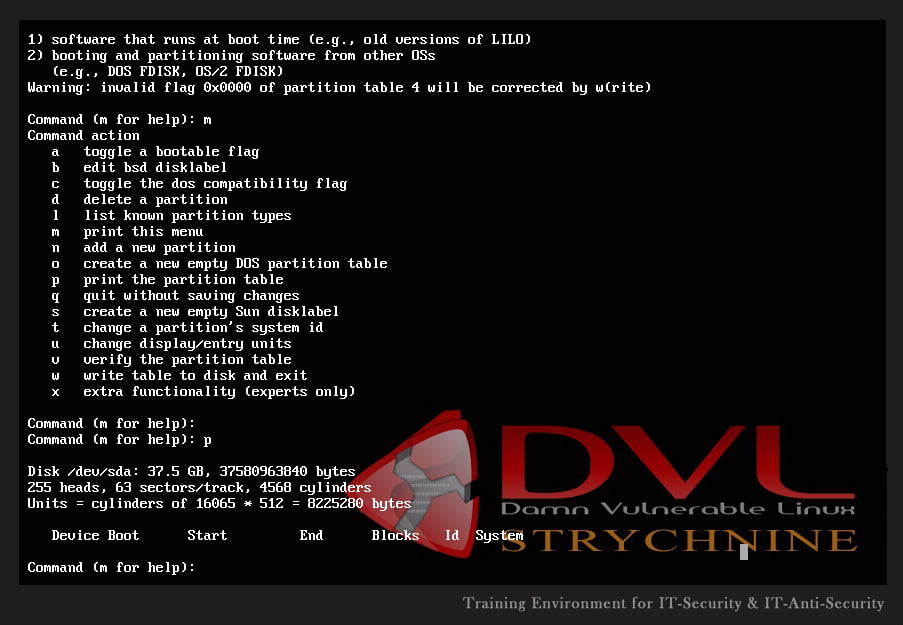 1) software that runs at boot time (e.g., old versions of LILO)
2) booting and partitioning software from other OSs
(e.g., DOS FDISK, OS/2 FDISK)
Warning: invalid flag 0x0000 of partition table 4 will be corrected by w(rite)
Command (m for help): m
Command action
a toggle a bootable flag
b edit bsd disklabel
c toggle the dos compatibility flag
d delete a partition
l list known partition types
m print this menu
n add a new partition
o create a new empty DOS partition table
p print the partition table
q quit without saving changes
s create a new empty Sun disklabel
t change a partition's system id
u change display/entry units
v verify the partition table
w write table to disk and exit
x extra functionality (experts only)
Command (m for help):
Command (m for help): p
Disk /dev/sda: 37.5 GB, 37580963840 bytes
255 heads, 63 sectors/track, 4568 cylinders
Units = cylinders of 16065 * 512 = 8225280 bytes
Device Boot Start End Blocks Id System
Command (m for help):
DVL
Damn Vulnerable Linux
STRYCHNINE
Training Environment for IT-Security & IT-Anti-Security